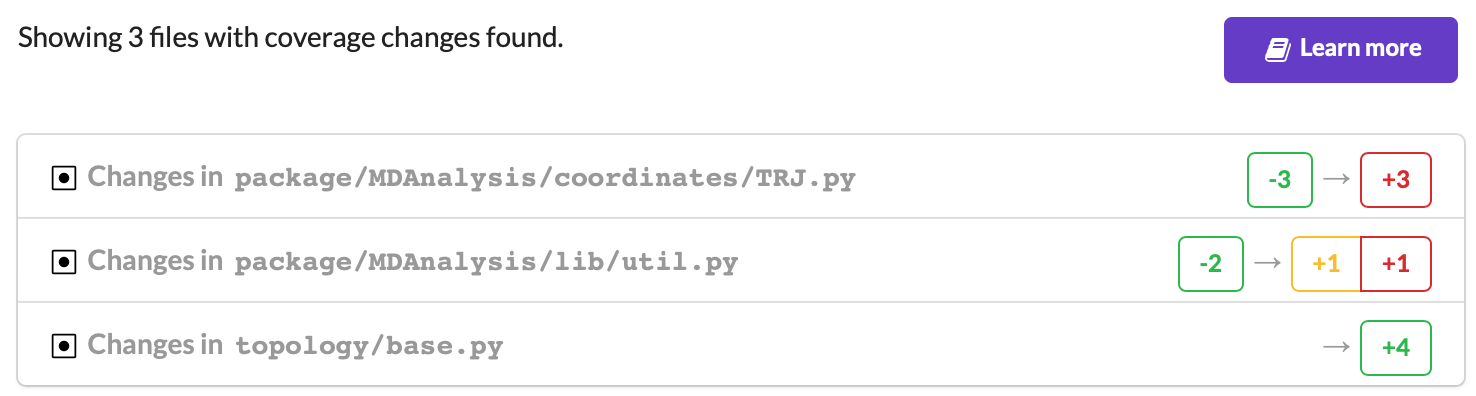 Showing 3 files with coverage changes found.
Learn more
Changes in package/MDAnalysis/coordinates/TRJ.py -3 → +3
Changes in package/MDAnalysis/lib/util.py -2 → +1 +1
Changes in topology/base.py → +4